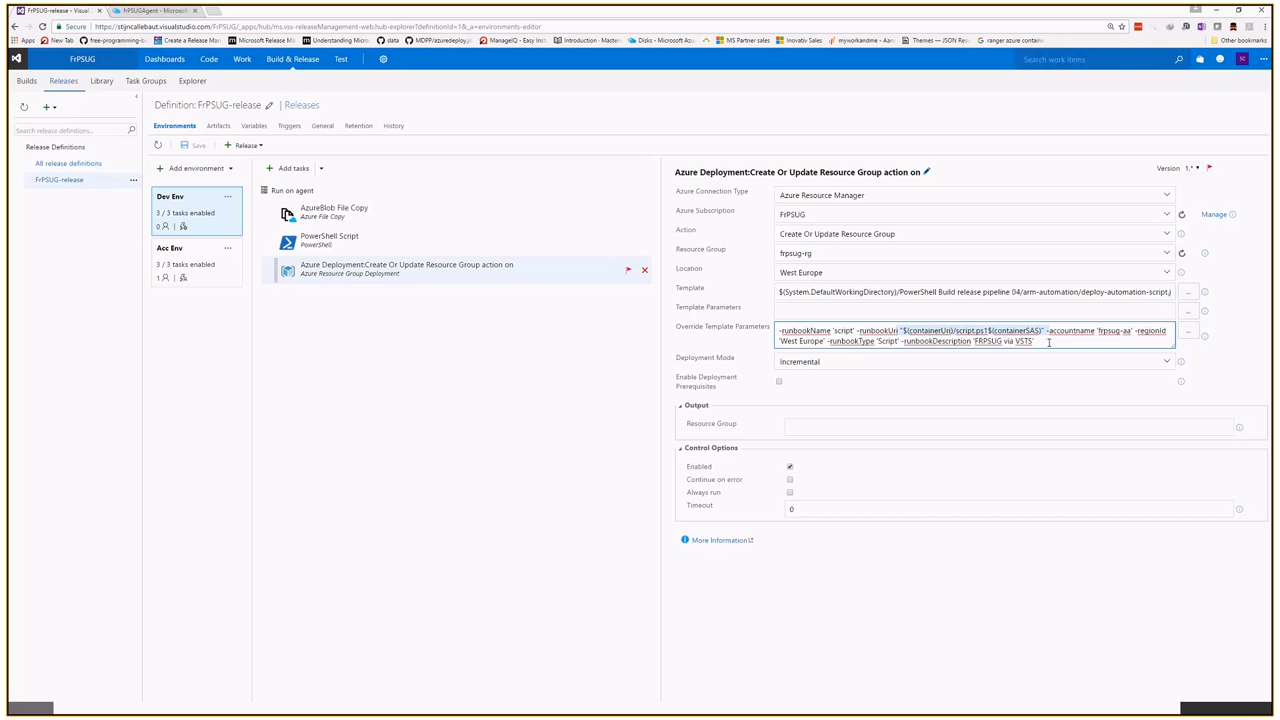 FrPSUG-release - Visual S
FrPSUGAgent - Microsoft
Secure
https://stijncallebaut.visualstudio.com/FrPSUG/_apps/hub/ms.vss-releaseManagement-web.hub-explorer?definitionId=1&_a=environments-editor
Apps
New Tab
free-programming-bo
Create a Release Man
Microsoft Release M
data
MDPP/azuredeploy.js
ManageIQ - Easy Inst
Introduction - Master
Disks - Microsoft Azu
MS Partner sales
Inovativ Sales
myworkandme
Themes — JSON Res
ranger azure contain
Other bookmarks
FrPSUG
Dashboards
Code
Work
Build & Release
Test
Search work items
SC
Builds
Releases
Library
Task Groups
Explorer
Search release definitions...
Release Definitions
All release definitions
FrPSUG-release
Definition: FrPSUG-release | Releases
Environments
Artifacts
Variables
Triggers
General
Retention
History
Save
Release
Add environment
Dev Env
3 / 3 tasks enabled
0
Acc Env
3 / 3 tasks enabled
1
Add tasks
Run on agent
AzureBlob File Copy
Azure File Copy
PowerShell Script
PowerShell
Azure Deployment:Create Or Update Resource Group action on
Azure Resource Group Deployment
Azure Deployment:Create Or Update Resource Group action on
Version 1.*
Azure Connection Type
Azure Resource Manager
Azure Subscription
FrPSUG
Manage
Action
Create Or Update Resource Group
Resource Group
frpsug-rg
Location
West Europe
Template
$(System.DefaultWorkingDirectory)/PowerShell Build release pipeline 04/arm-automation/deploy-automation-script.j
...
Template Parameters
...
Override Template Parameters
-runbookName 'script' -runbookUri "$(containerUri)/script.ps1$(containerSAS)" -accountname 'frpsug-aa' -regionId
'West Europe' -runbookType 'Script' -runbookDescription 'FRPSUG via VSTS'
...
Deployment Mode
Incremental
Enable Deployment
Prerequisites
Output
Resource Group
Control Options
Enabled
Continue on error
Always run
Timeout
0
More Information